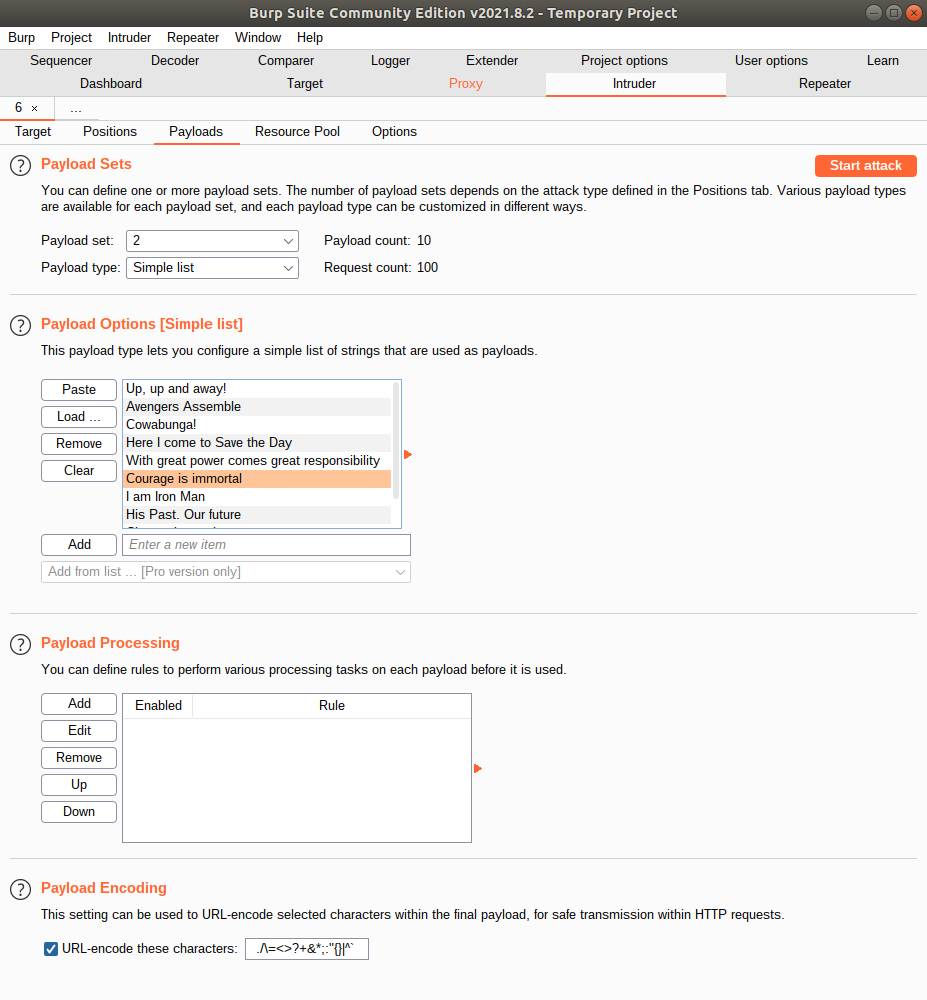 Burp Suite Community Edition v2021.8.2 - Temporary Project
Burp Project Intruder Repeater Window Help
Sequencer Decoder Comparer Logger Extender Project options User options Learn
Dashboard Target Proxy Intruder Repeater
6 × ...
Target Positions Payloads Resource Pool Options
? Payload Sets Start attack
You can define one or more payload sets. The number of payload sets depends on the attack type defined in the Positions tab. Various payload types
are available for each payload set, and each payload type can be customized in different ways.
Payload set: 2 Payload count: 10
Payload type: Simple list Request count: 100
? Payload Options [Simple list]
This payload type lets you configure a simple list of strings that are used as payloads.
Paste
Load ...
Remove
Clear
Up, up and away!
Avengers Assemble
Cowabunga!
Here I come to Save the Day
With great power comes great responsibility
Courage is immortal
I am Iron Man
His Past. Our future
Add Enter a new item
Add from list ... [Pro version only]
? Payload Processing
You can define rules to perform various processing tasks on each payload before it is used.
Add
Edit
Remove
Up
Down
Enabled Rule
? Payload Encoding
This setting can be used to URL-encode selected characters within the final payload, for safe transmission within HTTP requests.
URL-encode these characters: ./\=<>?+&*;:"{}|^`